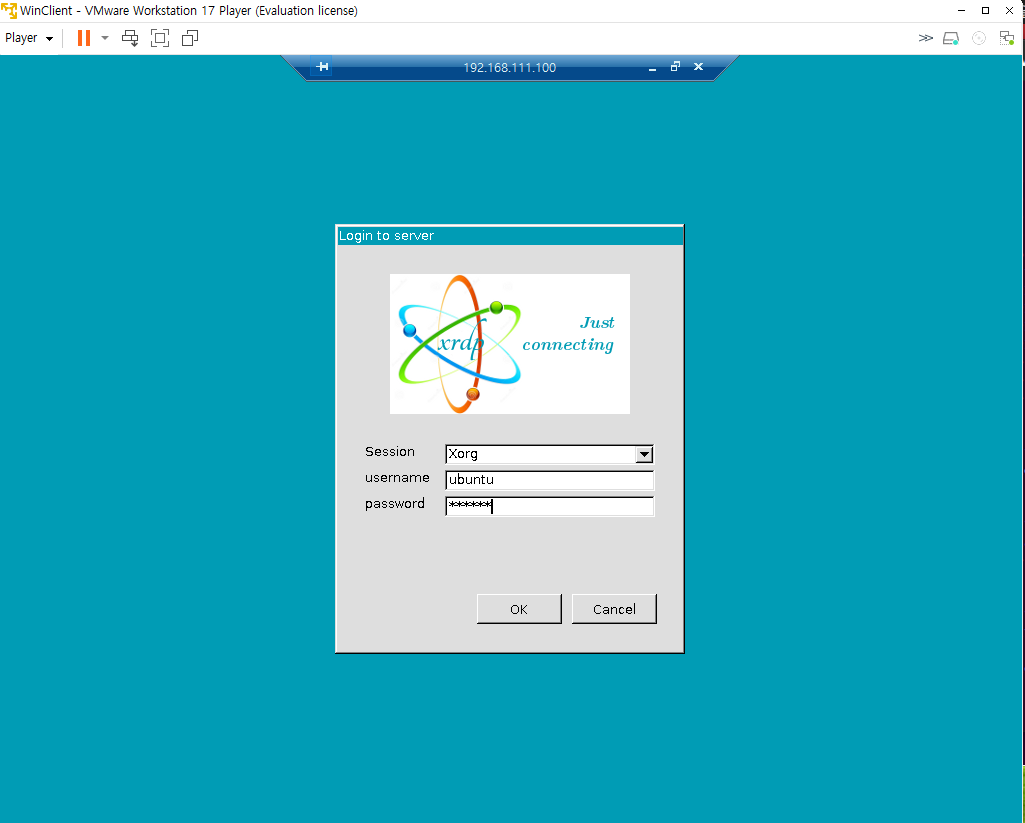 WinClient - VMware Workstation 17 Player (Evaluation license)
Player
192.168.111.100
Login to server
xrdp
Just
connecting
Session
Xorg
username
ubuntu
password
******
OK
Cancel